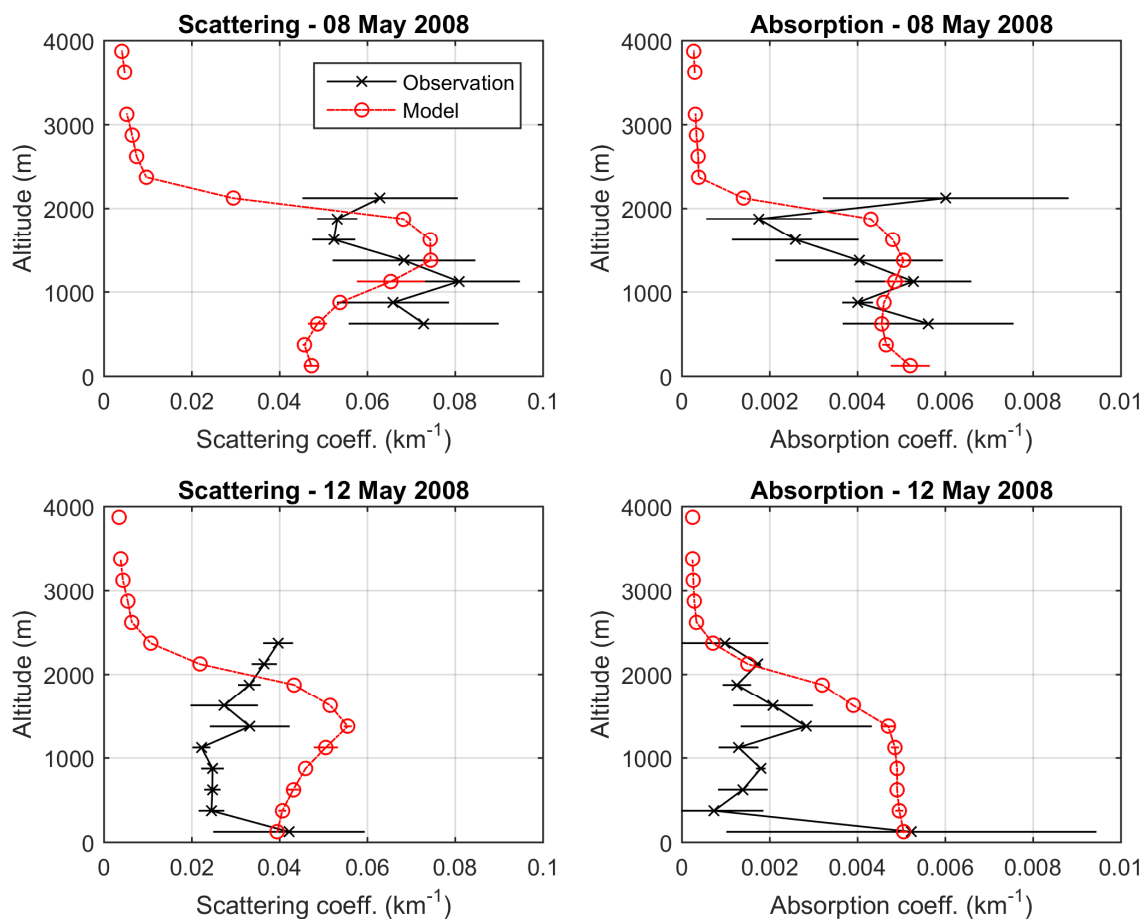 Scattering - 08 May 2008
4000
3000
2000
1000
0
Altitude (m)
Observation
Model
0 0.02 0.04 0.06 0.08 0.1
Scattering coeff. (km-1)
Absorption - 08 May 2008
4000
3000
2000
1000
0
Altitude (m)
0 0.002 0.004 0.006 0.008 0.01
Absorption coeff. (km-1)
Scattering - 12 May 2008
4000
3000
2000
1000
0
Altitude (m)
0 0.02 0.04 0.06 0.08 0.1
Scattering coeff. (km-1)
Absorption - 12 May 2008
4000
3000
2000
1000
0
Altitude (m)
0 0.002 0.004 0.006 0.008 0.01
Absorption coeff. (km-1)